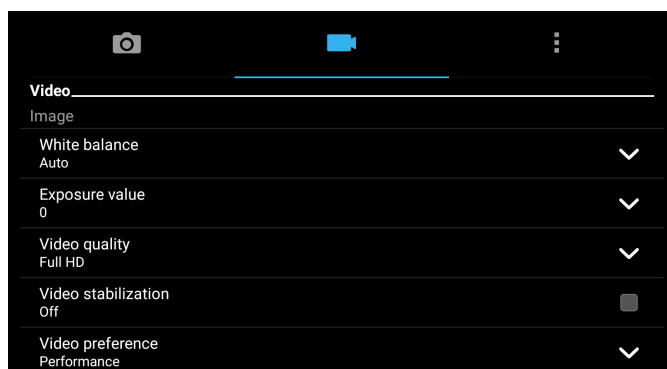 Video
Image
White balance
Auto
Exposure value
0
Video quality
Full HD
Video stabilization
Off
Video preference
Performance